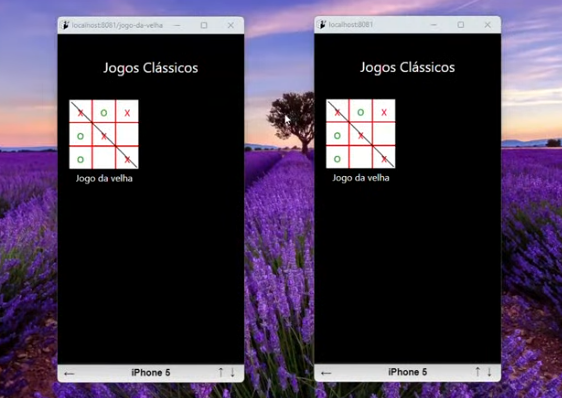 localhost:8081/jogo-da-velha
Jogos Clássicos
X O X
O X
O X
Jogo da velha
iPhone 5
localhost:8081
Jogos Clássicos
X O X
O X
O X
Jogo da velha
iPhone 5